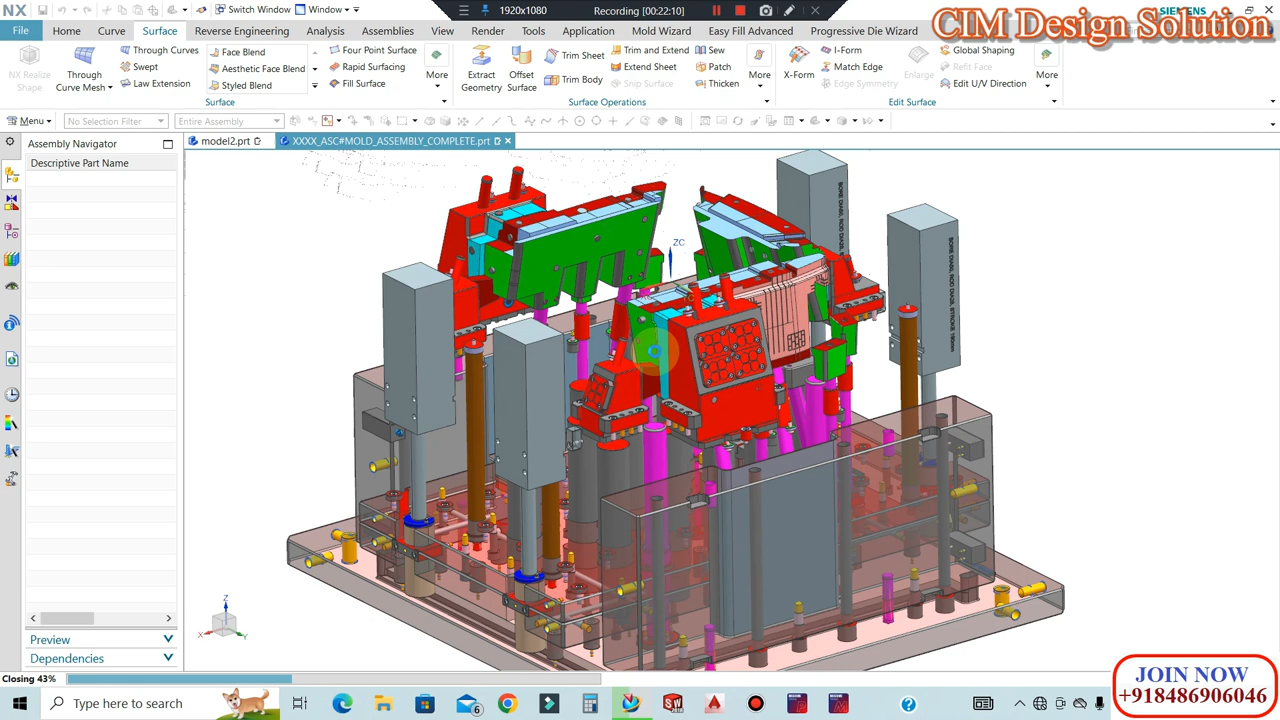 NX
Switch Window
Window
1920x1080
Recording [00:22:10]
CIM Design Solution
File
Home
Curve
Surface
Reverse Engineering
Analysis
Assemblies
View
Render
Tools
Application
Mold Wizard
Easy Fill Advanced
Progressive Die Wizard
NX Realize Shape
Through Curve Mesh
Through Curves
Swept
Law Extension
Face Blend
Aesthetic Face Blend
Styled Blend
Four Point Surface
Rapid Surfacing
Fill Surface
More
Surface
Extract Geometry
Offset Surface
Trim Sheet
Trim Body
Trim and Extend
Extend Sheet
Snip Surface
Sew
Patch
Thicken
More
Surface Operations
X-Form
I-Form
Match Edge
Edge Symmetry
Enlarge
Global Shaping
Refit Face
Edit U/V Direction
More
Edit Surface
Menu
No Selection Filter
Entire Assembly
Assembly Navigator
model2.prt
XXXX_ASC#MOLD_ASSEMBLY_COMPLETE.prt
Descriptive Part Name
ZC
Z
X
Y
Preview
Dependencies
Closing 43%
JOIN NOW
+918486906046
Type here to search
6